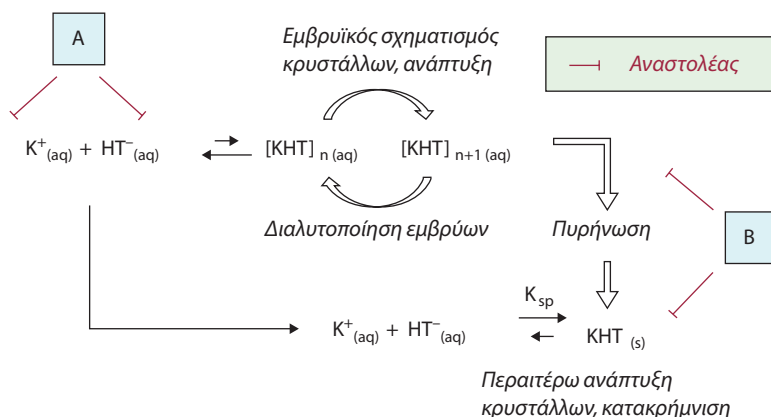 A
Εμβρυϊκός σχηματισμός
κρυστάλλων, ανάπτυξη
Αναστολέας
K⁺(aq) + HT⁻(aq)
[KHT] n (aq)
[KHT] n+1 (aq)
Διαλυτοποίηση εμβρύων
Πυρήνωση
B
K⁺(aq) + HT⁻(aq)
Ksp
KHT (s)
Περαιτέρω ανάπτυξη
κρυστάλλων, κατακρήμνιση